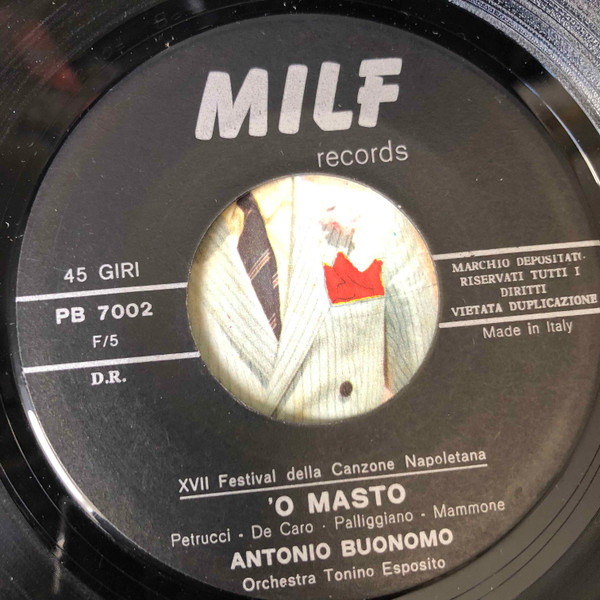 MILF
records
45 GIRI
PB 7002
F/5
D.R.
MARCHIO DEPOSITATI-
RISERVATI TUTTI I
DIRITTI
VIETATA DUPLICAZIONE
Made in Italy
XVII Festival della Canzone Napoletana
'O MASTO
Petrucci - De Caro - Palliggiano - Mammone
ANTONIO BUONOMO
Orchestra Tonino Esposito